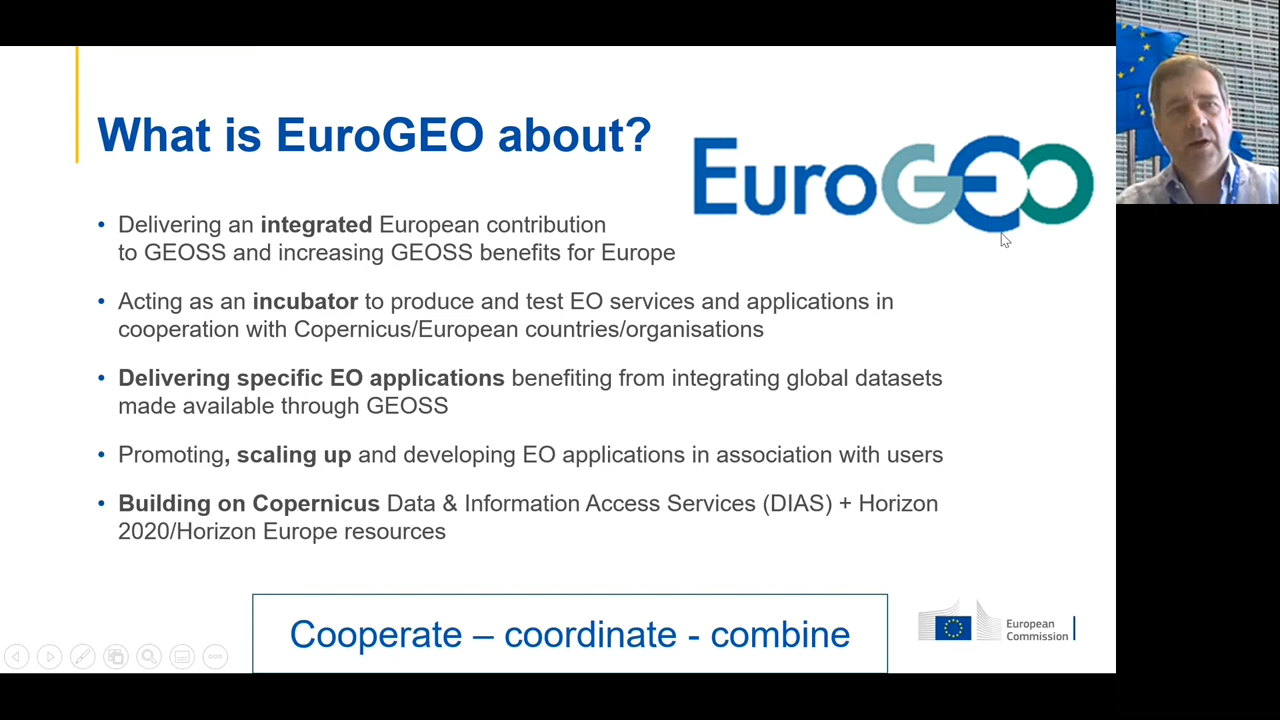 What is EuroGEO about?
EuroGEO
• Delivering an integrated European contribution
to GEOSS and increasing GEOSS benefits for Europe
• Acting as an incubator to produce and test EO services and applications in
cooperation with Copernicus/European countries/organisations
• Delivering specific EO applications benefiting from integrating global datasets
made available through GEOSS
• Promoting, scaling up and developing EO applications in association with users
• Building on Copernicus Data & Information Access Services (DIAS) + Horizon
2020/Horizon Europe resources
Cooperate – coordinate - combine
European
Commission